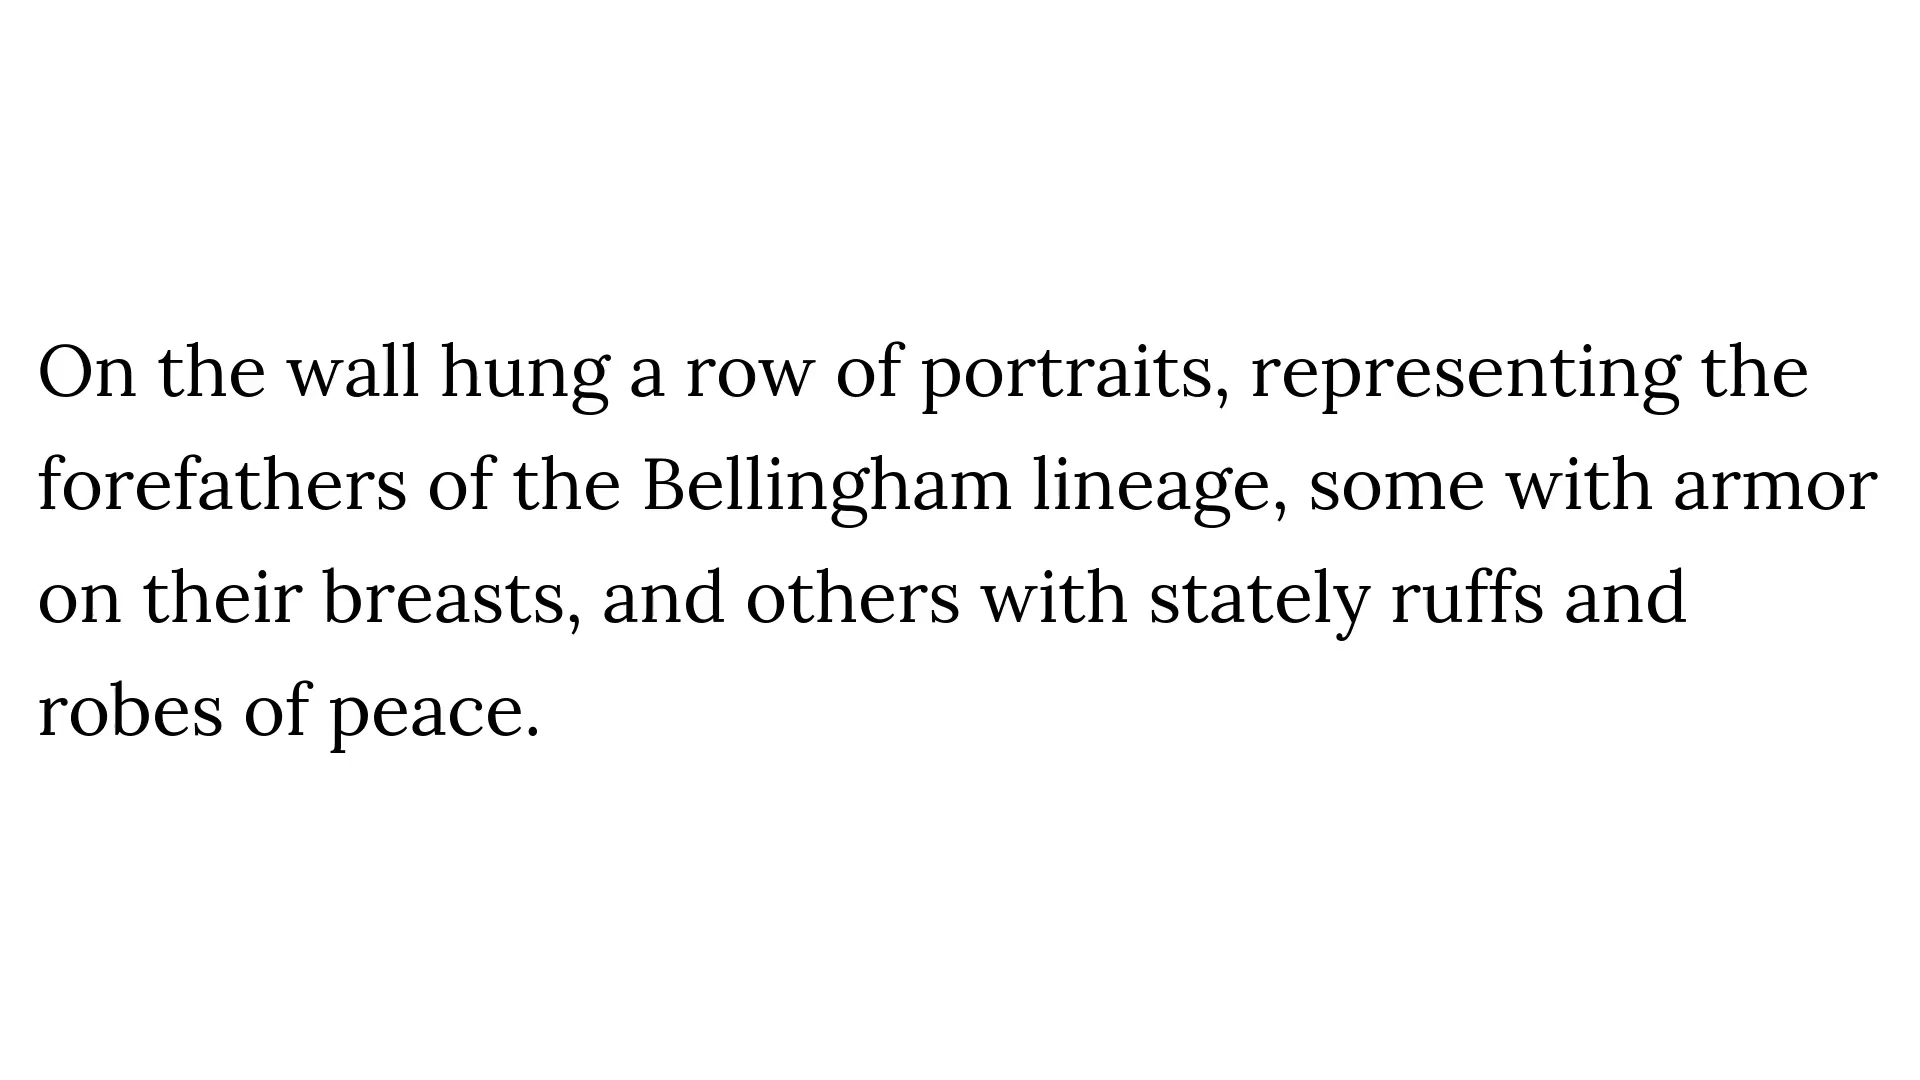 On the wall hung a row of portraits, representing the
forefathers of the Bellingham lineage, some with armor
on their breasts, and others with stately ruffs and
robes of peace.